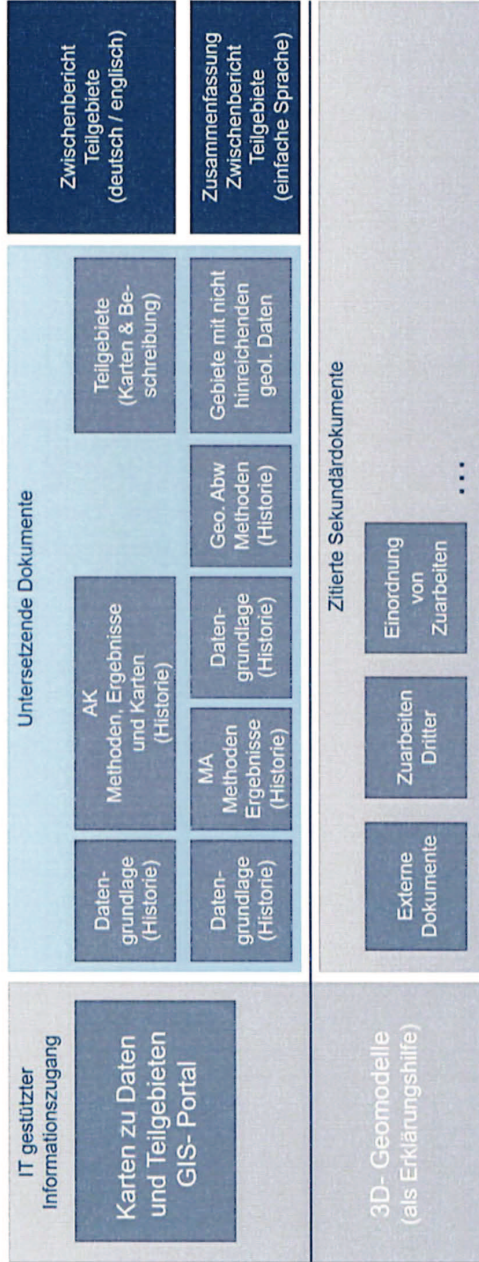 IT gestützter
Informationszugang
Karten zu Daten
und Teilgebieten
GIS- Portal
3D- Geomodelle
(als Erklärungshilfe)
Untersetzende Dokumente
Daten-
grundlage
(Historie)
AK
Methoden, Ergebnisse
und Karten
(Historie)
Teilgebiete
(Karten & Be-
schreibung)
Daten-
grundlage
(Historie)
MA
Methoden
Ergebnisse
(Historie)
Daten-
grundlage
(Historie)
Geo. Abw
Methoden
(Historie)
Gebiete mit nicht
hinreichenden
geol. Daten
Zwischenbericht
Teilgebiete
(deutsch / englisch)
Zusammenfassung
Zwischenbericht
Teilgebiete
(einfache Sprache)
Zitierte Sekundärdokumente
Externe
Dokumente
Zuarbeiten
Dritter
Einordnung
von
Zuarbeiten
...